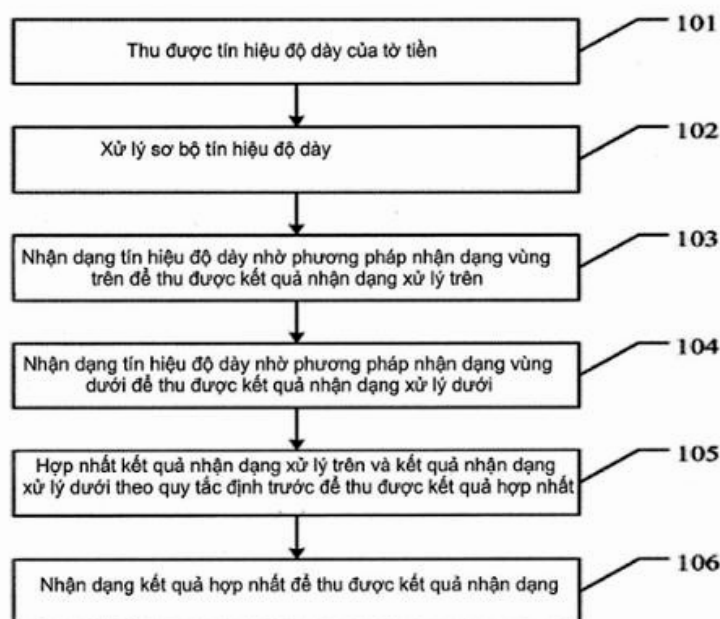 Thu được tín hiệu độ dày của tờ tiền
101
Xử lý sơ bộ tín hiệu độ dày
102
Nhận dạng tín hiệu độ dày nhờ phương pháp nhận dạng vùng
trên để thu được kết quả nhận dạng xử lý trên
103
Nhận dạng tín hiệu độ dày nhờ phương pháp nhận dạng vùng
dưới để thu được kết quả nhận dạng xử lý dưới
104
Hợp nhất kết quả nhận dạng xử lý trên và kết quả nhận dạng
xử lý dưới theo quy tắc định trước để thu được kết quả hợp nhất
105
Nhận dạng kết quả hợp nhất để thu được kết quả nhận dạng
106